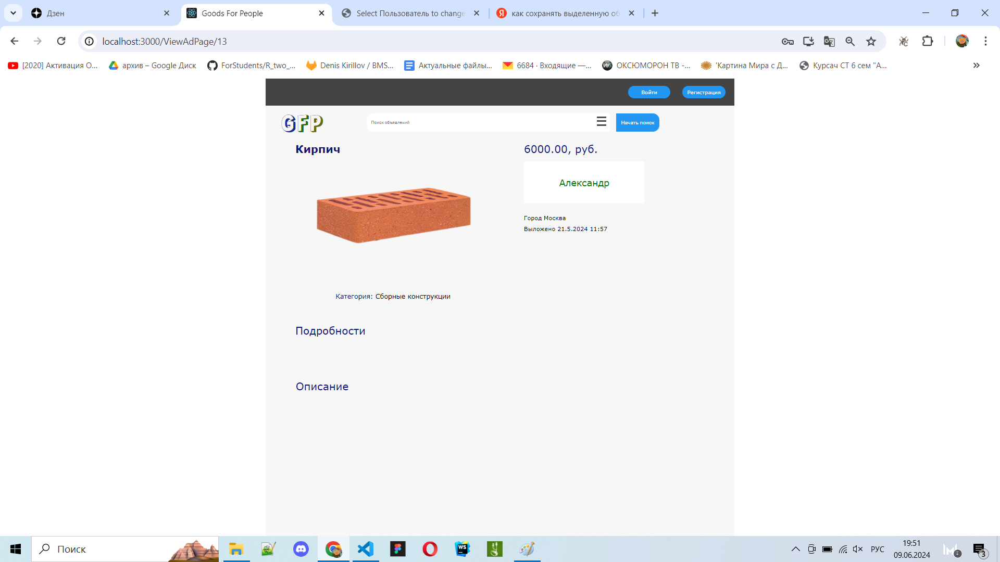 Дзен
Goods For People
Select Пользователь to change
как сохранять выделенную об
localhost:3000/ViewAdPage/13
[2020] Активация О...
архив – Google Диск
ForStudents/R_two_...
Denis Kirillov / BMS...
Актуальные файлы...
6684 · Входящие —...
ОКСЮМОРОН ТВ -...
'Картина Мира с Д...
Курсач СТ 6 сем "А...
Войти
Регистрация
GFP
Поиск объявлений
Начать поиск
Кирпич
6000.00, руб.
Александр
Город Москва
Выложено 21.5.2024 11:57
Категория: Сборные конструкции
Подробности
Описание
Поиск
РУС
19:51
09.06.2024
3
3